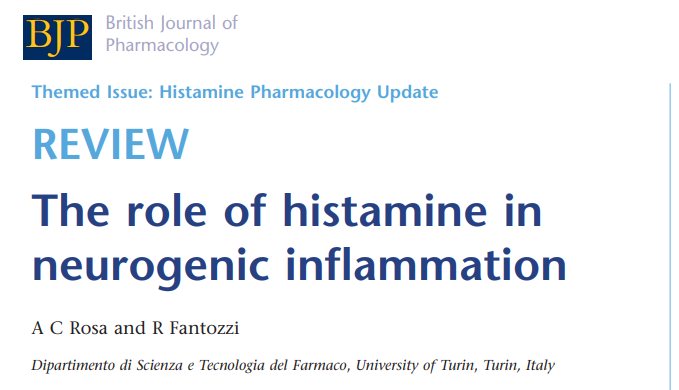 BJP
British Journal of
Pharmacology
Themed Issue: Histamine Pharmacology Update
REVIEW
The role of histamine in
neurogenic inflammation
A C Rosa and R Fantozzi
Dipartimento di Scienza e Tecnologia del Farmaco, University of Turin, Turin, Italy